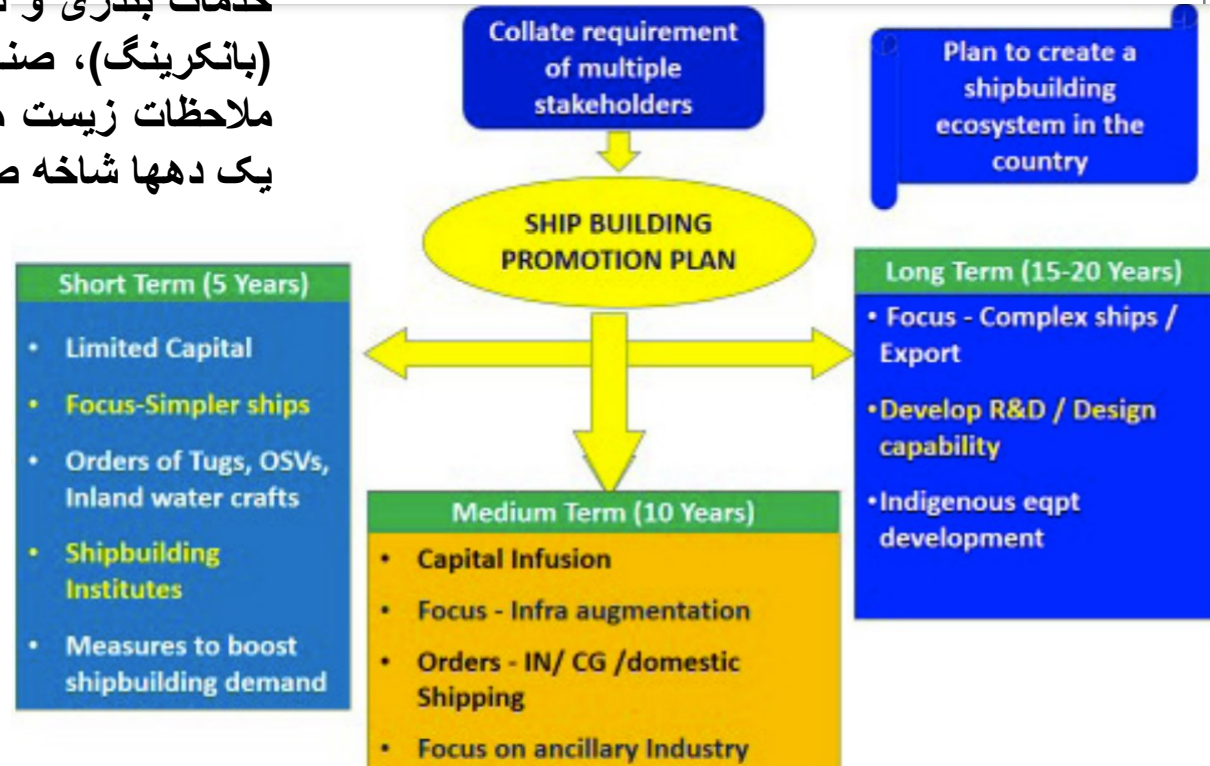 (بانکرینگ)، صنـ
ملاحظات زیست
یک دهها شاخه
Collate requirement
of multiple
stakeholders
Plan to create a
shipbuilding
ecosystem in the
country
SHIP BUILDING
PROMOTION PLAN
Short Term (5 Years)
• Limited Capital
• Focus-Simpler ships
• Orders of Tugs, OSVs,
Inland water crafts
• Shipbuilding
Institutes
• Measures to boost
shipbuilding demand
Medium Term (10 Years)
• Capital Infusion
• Focus - Infra augmentation
• Orders - IN/ CG /domestic
Shipping
• Focus on ancillary Industry
Long Term (15-20 Years)
• Focus - Complex ships /
Export
•Develop R&D / Design
capability
•Indigenous eqpt
development